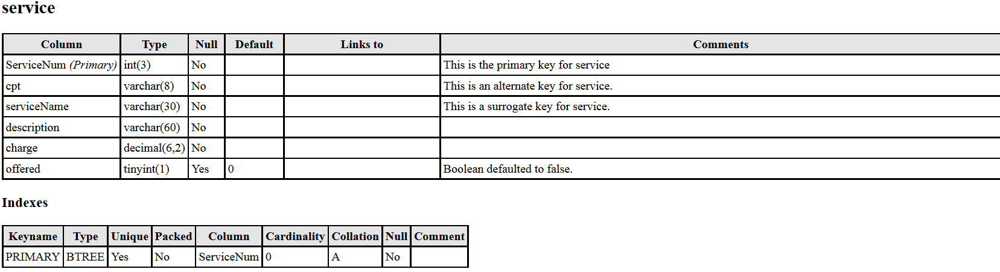 service
Column Type Null Default Links to Comments
ServiceNum (Primary) int(3) No This is the primary key for service
cpt varchar(8) No This is an alternate key for service.
serviceName varchar(30) No This is a surrogate key for service.
description varchar(60) No
charge decimal(6,2) No
offered tinyint(1) Yes 0 Boolean defaulted to false.
Indexes
Keyname Type Unique Packed Column Cardinality Collation Null Comment
PRIMARY BTREE Yes No ServiceNum 0 A No